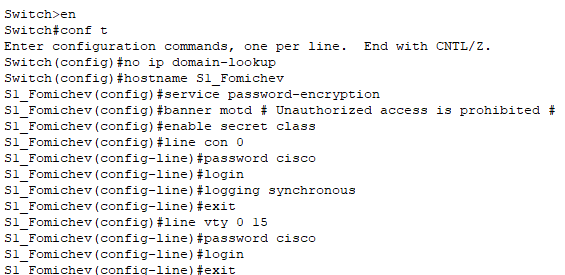 Switch>en
Switch#conf t
Enter configuration commands, one per line.  End with CNTL/Z.
Switch(config)#no ip domain-lookup
Switch(config)#hostname S1_Fomichev
S1_Fomichev(config)#service password-encryption
S1_Fomichev(config)#banner motd # Unauthorized access is prohibited #
S1_Fomichev(config)#enable secret class
S1_Fomichev(config)#line con 0
S1_Fomichev(config-line)#password cisco
S1_Fomichev(config-line)#login
S1_Fomichev(config-line)#logging synchronous
S1_Fomichev(config-line)#exit
S1_Fomichev(config)#line vty 0 15
S1_Fomichev(config-line)#password cisco
S1_Fomichev(config-line)#login
S1_Fomichev(config-line)#exit